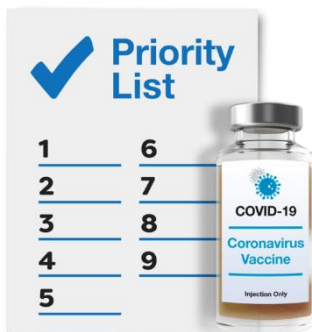 Priority
List
1
2
3
4
5
6
7
8
9
COVID-19
Coronavirus
Vaccine
Injection Only